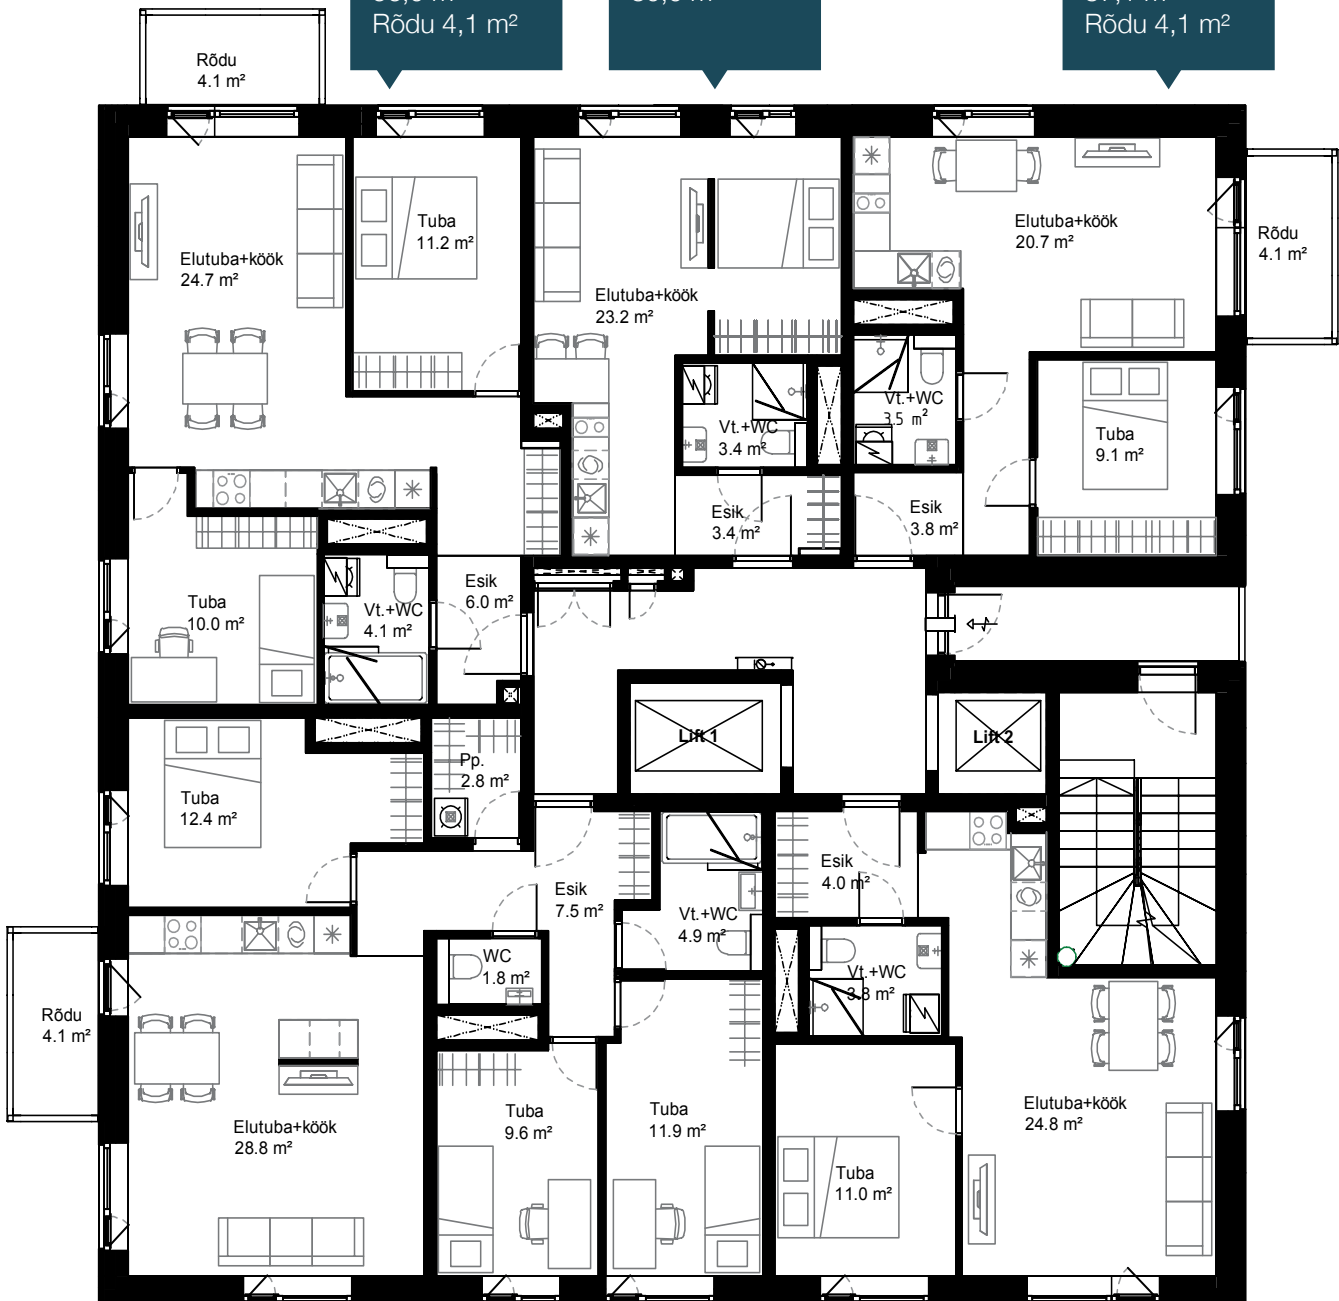 Rõdu 4,1 m²
Rõdu 4,1 m²
Rõdu
4.1 m²
Tuba
11.2 m²
Elutuba+köök
24.7 m²
Elutuba+köök
23.2 m²
Elutuba+köök
20.7 m²
Rõdu
4.1 m²
Vt.+WC
3.4 m²
Vt.+WC
3.5 m²
Tuba
9.1 m²
Esik
3.4 m²
Esik
3.8 m²
Tuba
10.0 m²
Vt.+WC
4.1 m²
Esik
6.0 m²
Lift 1
Lift 2
Pp.
2.8 m²
Tuba
12.4 m²
Esik
7.5 m²
Esik
4.0 m²
Vt.+WC
4.9 m²
WC
1.8 m²
Vt.+WC
3.8 m²
Rõdu
4.1 m²
Elutuba+köök
28.8 m²
Tuba
9.6 m²
Tuba
11.9 m²
Elutuba+köök
24.8 m²
Tuba
11.0 m²